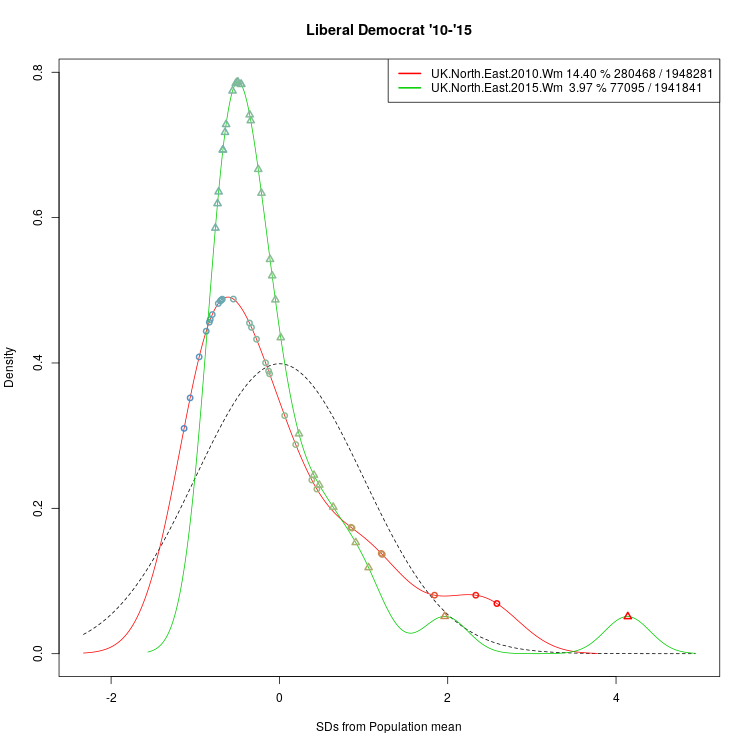 Liberal Democrat '10-'15
UK.North.East.2010.Wm 14.40 % 280468 / 1948281
UK.North.East.2015.Wm 3.97 % 77095 / 1941841
Density
0.8
0.6
0.4
0.2
0.0
-2 0 2 4
SDs from Population mean